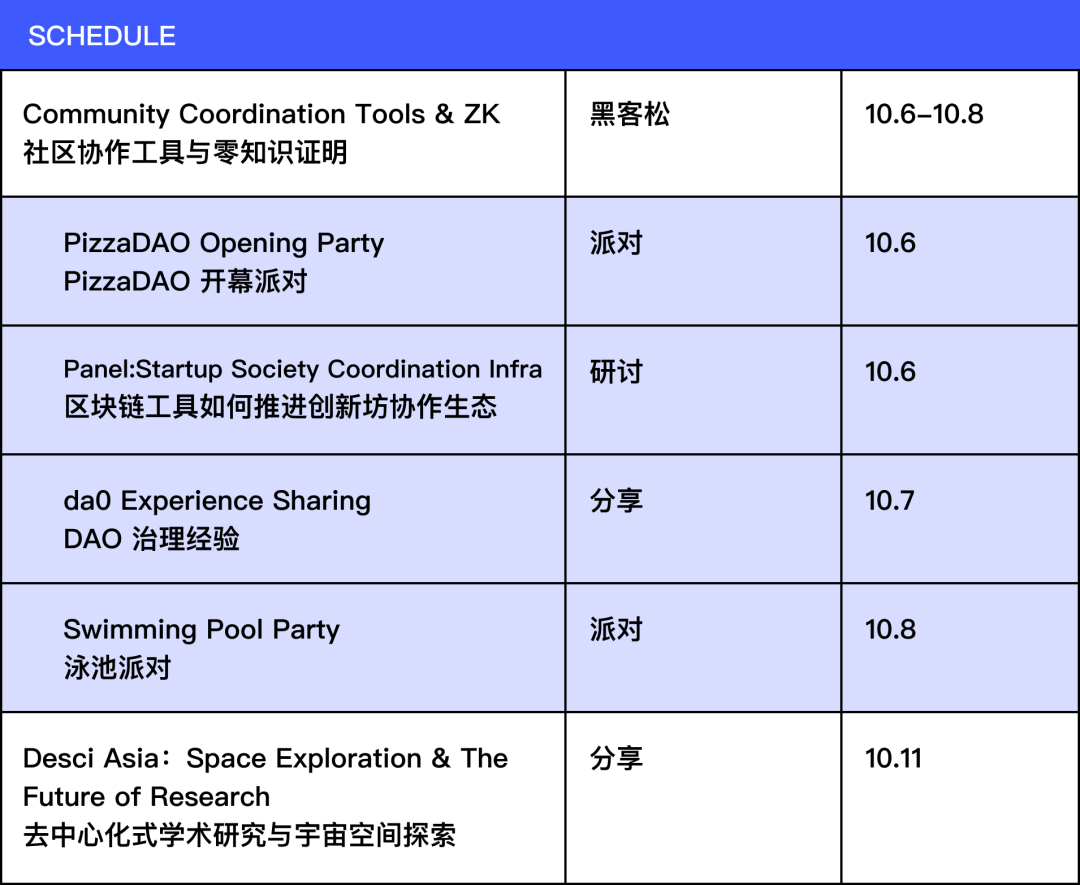 SCHEDULE
Community Coordination Tools & ZK
社区协作工具与零知识证明
黑客松
10.6–10.8
PizzaDAO Opening Party
PizzaDAO 开幕派对
派对
10.6
Panel:Startup Society Coordination Infra
区块链工具如何推进创新坊协作生态
研讨
10.6
da0 Experience Sharing
DAO 治理经验
分享
10.7
Swimming Pool Party
泳池派对
派对
10.8
Desci Asia：Space Exploration & The
Future of Research
去中心化式学术研究与宇宙空间探索
分享
10.11